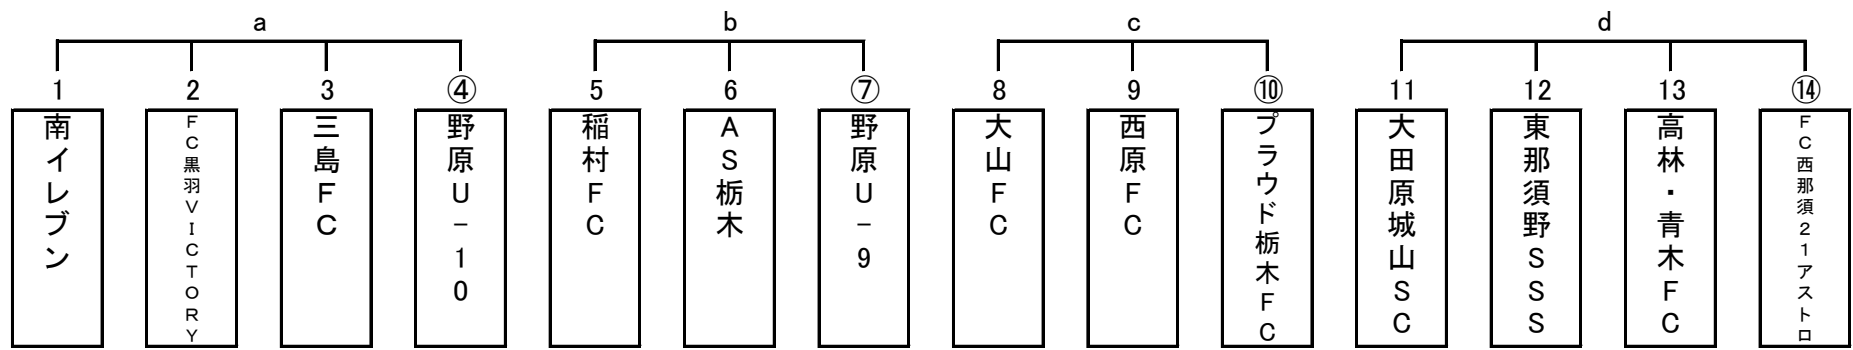 a b c d
1 2 3 ④ 5 6 ⑦ 8 9 ⑩ 11 12 13 ⑭
南イレブン
FC黒羽VICTORY
三島FC
野原U-10
稲村FC
AS栃木
野原U-9
大山FC
西原FC
プラウド栃木FC
大田原城山SC
東那須野SSS
高林・青木FC
FC西那須21アストロ